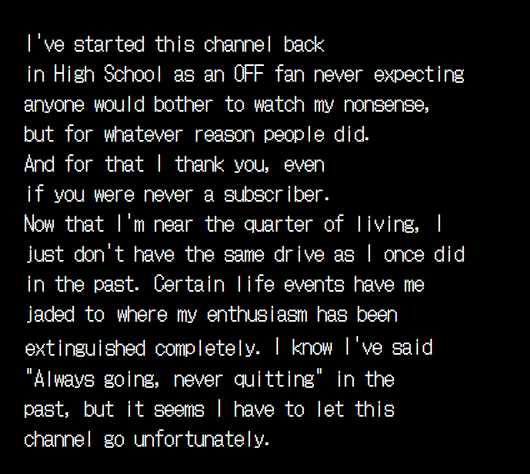 I've started this channel back
in High School as an OFF fan never expecting
anyone would bother to watch my nonsense,
but for whatever reason people did.
And for that I thank you, even
if you were never a subscriber.
Now that I'm near the quarter of living, I
just don't have the same drive as I once did
in the past. Certain life events have me
jaded to where my enthusiasm has been
extinguished completely. I know I've said
"Always going, never quitting" in the
past, but it seems I have to let this
channel go unfortunately.